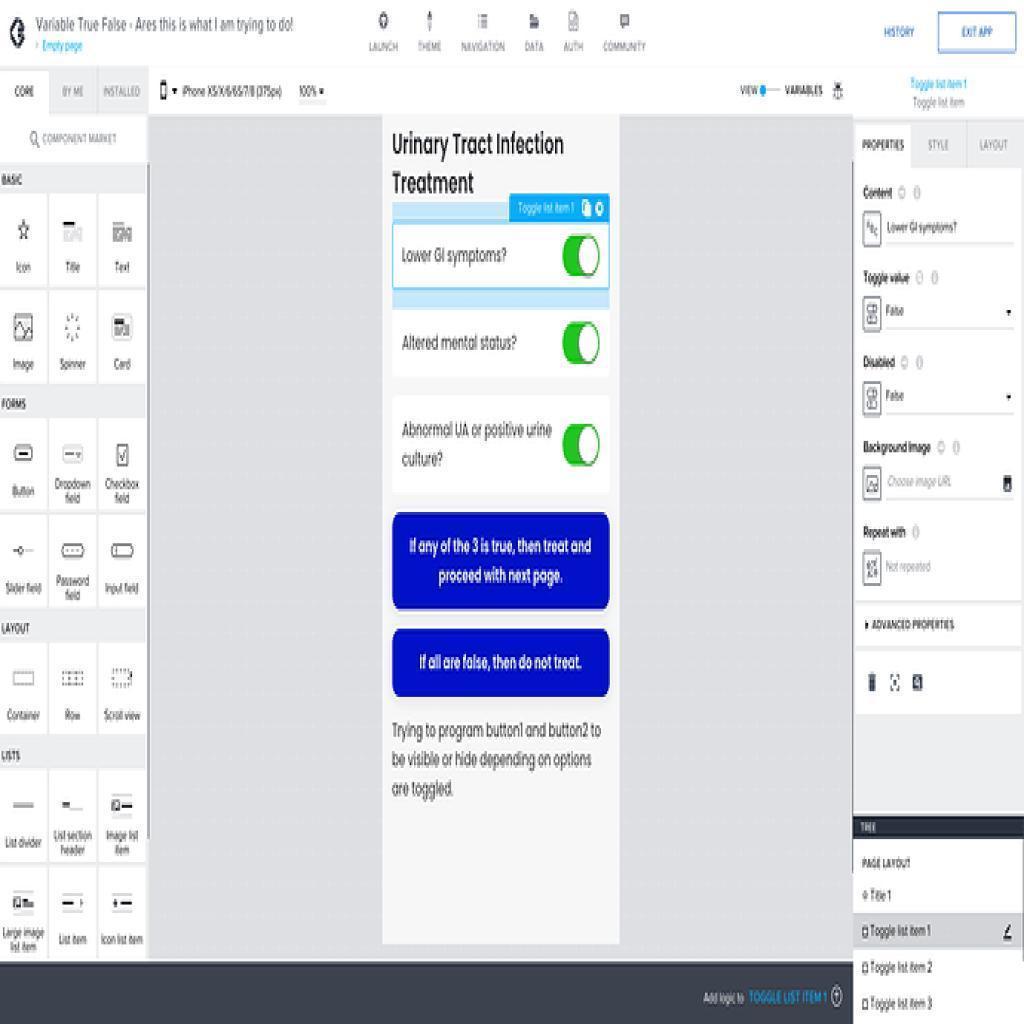 Variable True False - Ares this is what I am trying to do!
Empty page
LAUNCH
THEME
NAVIGATION
DATA
AUTH
COMMUNITY
HISTORY
EXIT APP
CORE
BY ME
INSTALLED
iPhone XS/X/6/6S/7/8 (375px)
100%
VIEW
VARIABLES
Toggle list item 1
Toggle list item
COMPONENT MARKET
BASIC
Icon
Title
Text
Image
Spinner
Card
FORMS
Button
Dropdown
field
Checkbox
field
Slider field
Password
field
Input field
LAYOUT
Container
Row
Scroll view
LISTS
List divider
List section
header
Image list
item
Large image
list item
List item
Icon list item
Urinary Tract Infection
Treatment
Toggle list item 1
Lower GI symptoms?
Altered mental status?
Abnormal UA or positive urine
culture?
If any of the 3 is true, then treat and
proceed with next page.
If all are false, then do not treat.
Trying to program button1 and button2 to
be visible or hide depending on options
are toggled.
Add logic to TOGGLE LIST ITEM 1
PROPERTIES
STYLE
LAYOUT
Content
ABC
Lower GI symptoms?
Toggle value
False
Disabled
False
Background Image
Choose image URL
Repeat with
Not repeated
ADVANCED PROPERTIES
TREE
PAGE LAYOUT
Title 1
Toggle list item 1
Toggle list item 2
Toggle list item 3